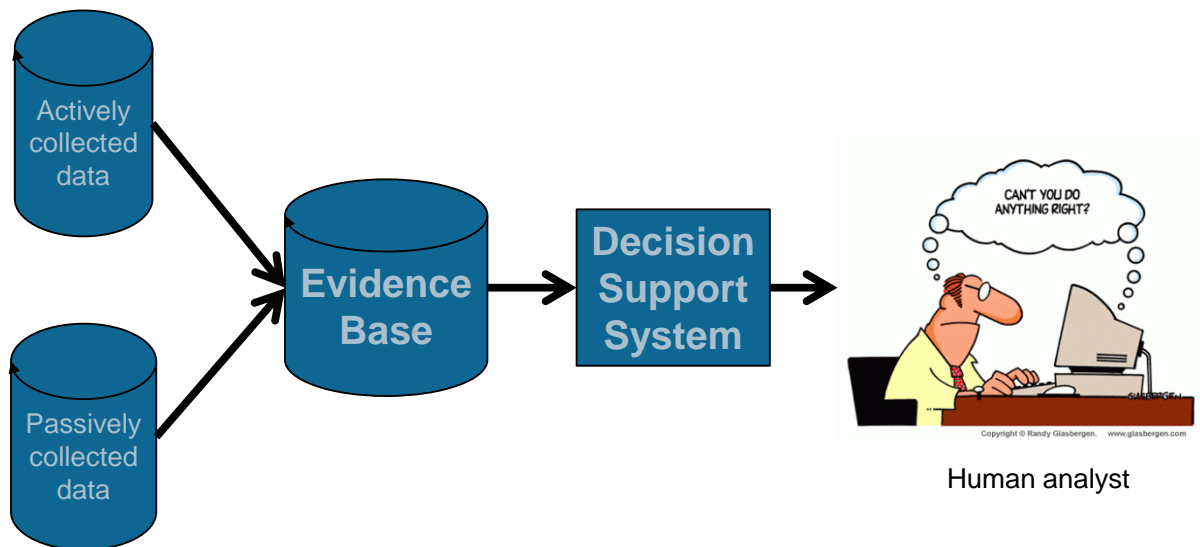 Actively
collected
data
Passively
collected
data
Evidence
Base
Decision
Support
System
CAN'T YOU DO
ANYTHING RIGHT?
GLASBERGEN
Copyright © Randy Glasbergen. www.glasbergen.com
Human analyst